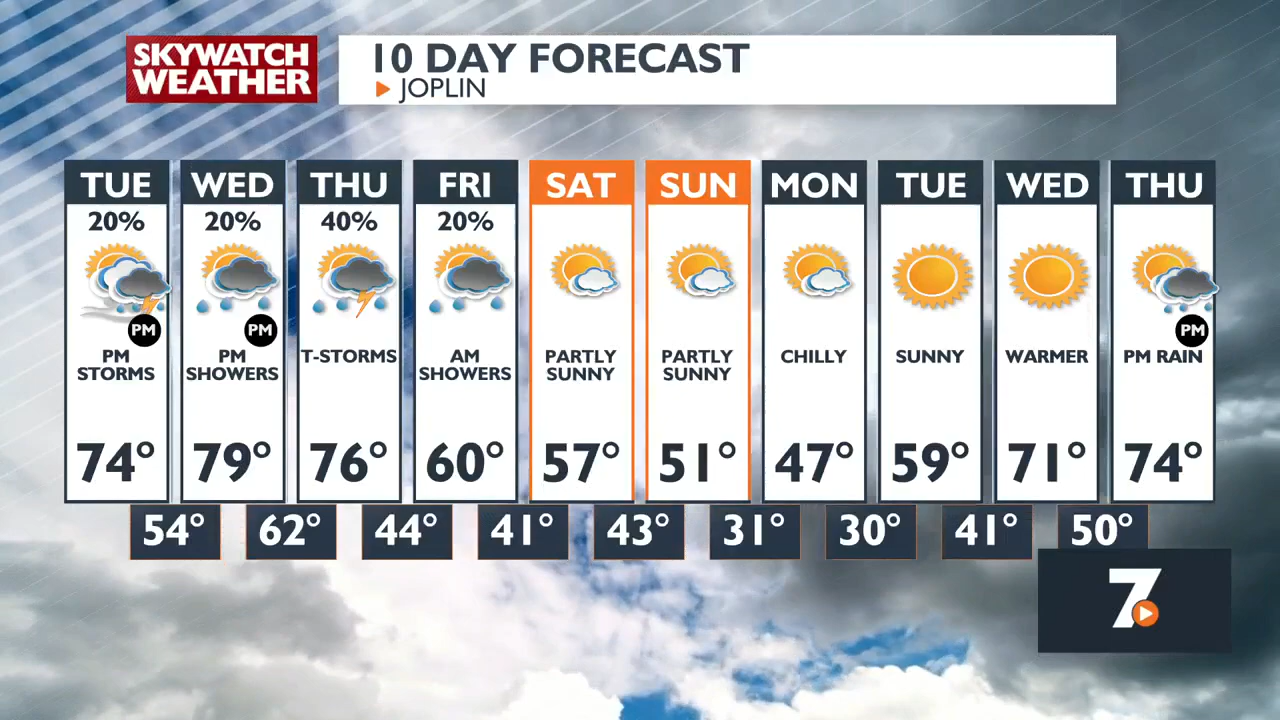 SKYWATCH
WEATHER
10 DAY FORECAST
JOPLIN
TUE WED THU FRI SAT SUN MON TUE WED THU
20% 20% 40% 20%
PM PM PM
PM STORMS
PM SHOWERS
T-STORMS
AM SHOWERS
PARTLY SUNNY
PARTLY SUNNY
CHILLY
SUNNY
WARMER
PM RAIN
74° 79° 76° 60° 57° 51° 47° 59° 71° 74°
54° 62° 44° 41° 43° 31° 30° 41° 50°
7